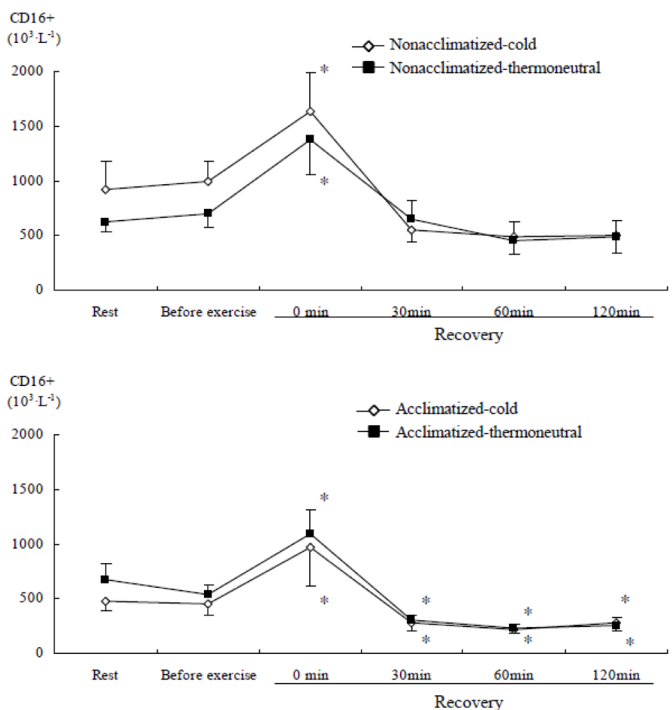 CD16+
(10³·L⁻¹)
Nonacclimatized-cold
Nonacclimatized-thermoneutral
2000
*
1500
1000
*
500
0
Rest Before exercise 0 min 30min 60min 120min
Recovery
CD16+
(10³·L⁻¹)
Acclimatized-cold
Acclimatized-thermoneutral
2000
1500
*
1000
500
* * * *
* * *
0
Rest Before exercise 0 min 30min 60min 120min
Recovery